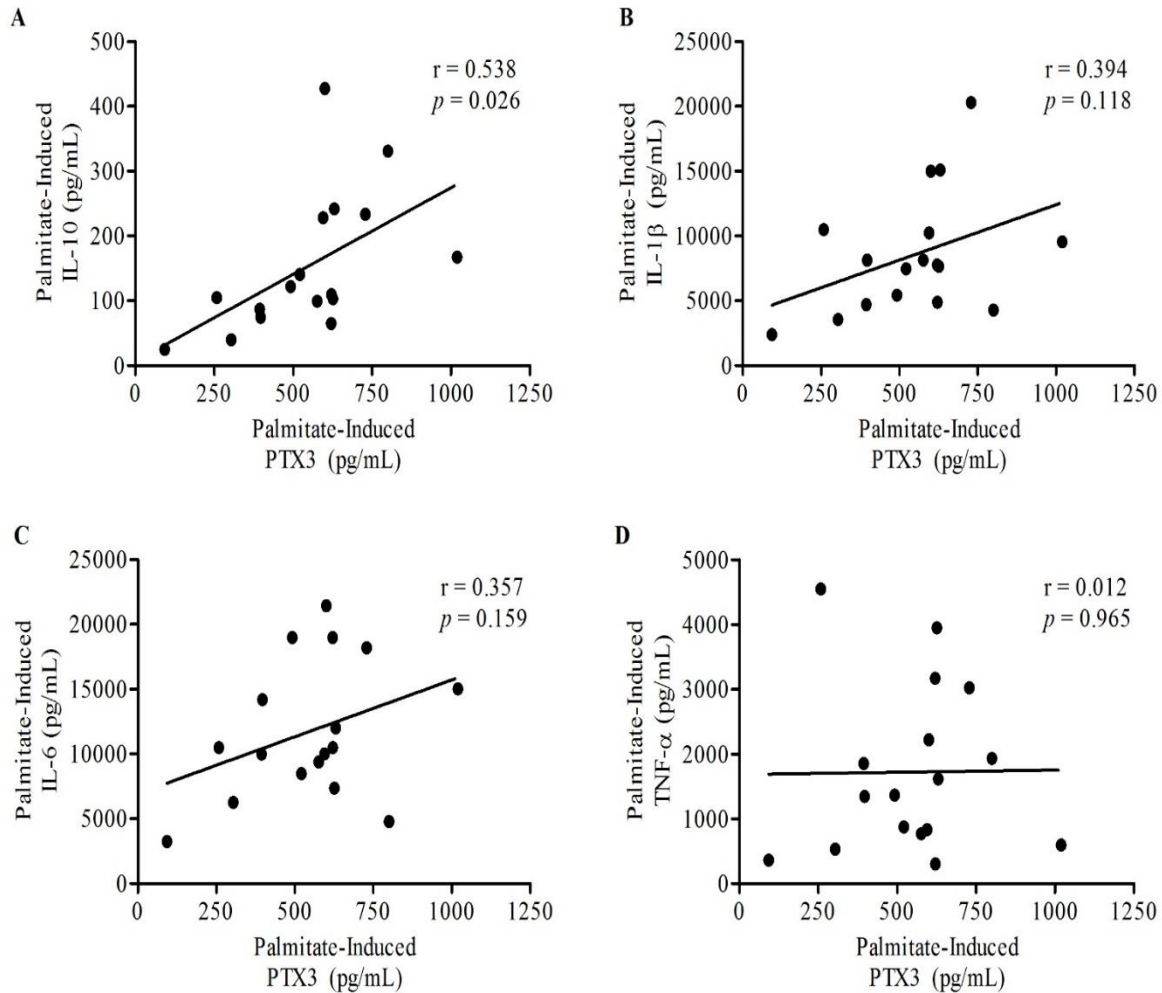 A
Palmitate-Induced
IL-10 (pg/mL)
500
400
300
200
100
0
r = 0.538
p = 0.026
0 250 500 750 1000 1250
Palmitate-Induced
PTX3 (pg/mL)
B
Palmitate-Induced
IL-1β (pg/mL)
25000
20000
15000
10000
5000
0
r = 0.394
p = 0.118
0 250 500 750 1000 1250
Palmitate-Induced
PTX3 (pg/mL)
C
Palmitate-Induced
IL-6 (pg/mL)
25000
20000
15000
10000
5000
0
r = 0.357
p = 0.159
0 250 500 750 1000 1250
Palmitate-Induced
PTX3 (pg/mL)
D
Palmitate-Induced
TNF-α (pg/mL)
5000
4000
3000
2000
1000
0
r = 0.012
p = 0.965
0 250 500 750 1000 1250
Palmitate-Induced
PTX3 (pg/mL)